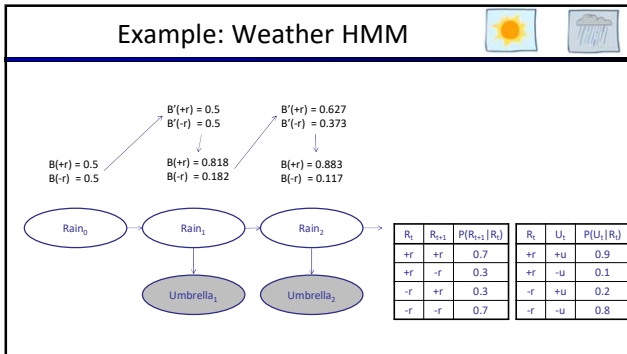 Example: Weather HMM
B'(+r) = 0.5
B'(-r) = 0.5
B'(+r) = 0.627
B'(-r) = 0.373
B(+r) = 0.5
B(-r) = 0.5
B(+r) = 0.818
B(-r) = 0.182
B(+r) = 0.883
B(-r) = 0.117
Rain₀
Rain₁
Rain₂
Umbrella₁
Umbrella₂
Rₜ Rₜ₊₁ P(Rₜ₊₁|Rₜ)
+r +r 0.7
+r -r 0.3
-r +r 0.3
-r -r 0.7
Rₜ Uₜ P(Uₜ|Rₜ)
+r +u 0.9
+r -u 0.1
-r +u 0.2
-r -u 0.8